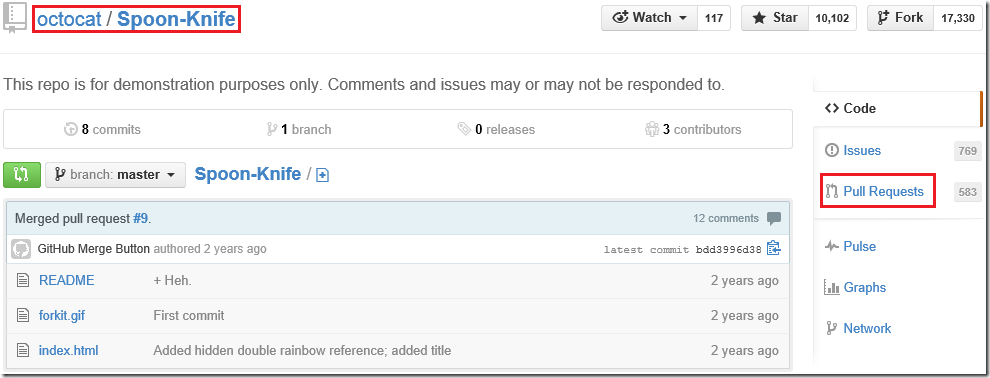 octocat / Spoon-Knife
Watch 117 Star 10,102 Fork 17,330
This repo is for demonstration purposes only. Comments and issues may or may not be responded to.
8 commits 1 branch 0 releases 3 contributors
branch: master Spoon-Knife /
Merged pull request #9. 12 comments
GitHub Merge Button authored 2 years ago latest commit bdd3996d38
README + Heh. 2 years ago
forkit.gif First commit 2 years ago
index.html Added hidden double rainbow reference; added title 2 years ago
Code
Issues 769
Pull Requests 583
Pulse
Graphs
Network